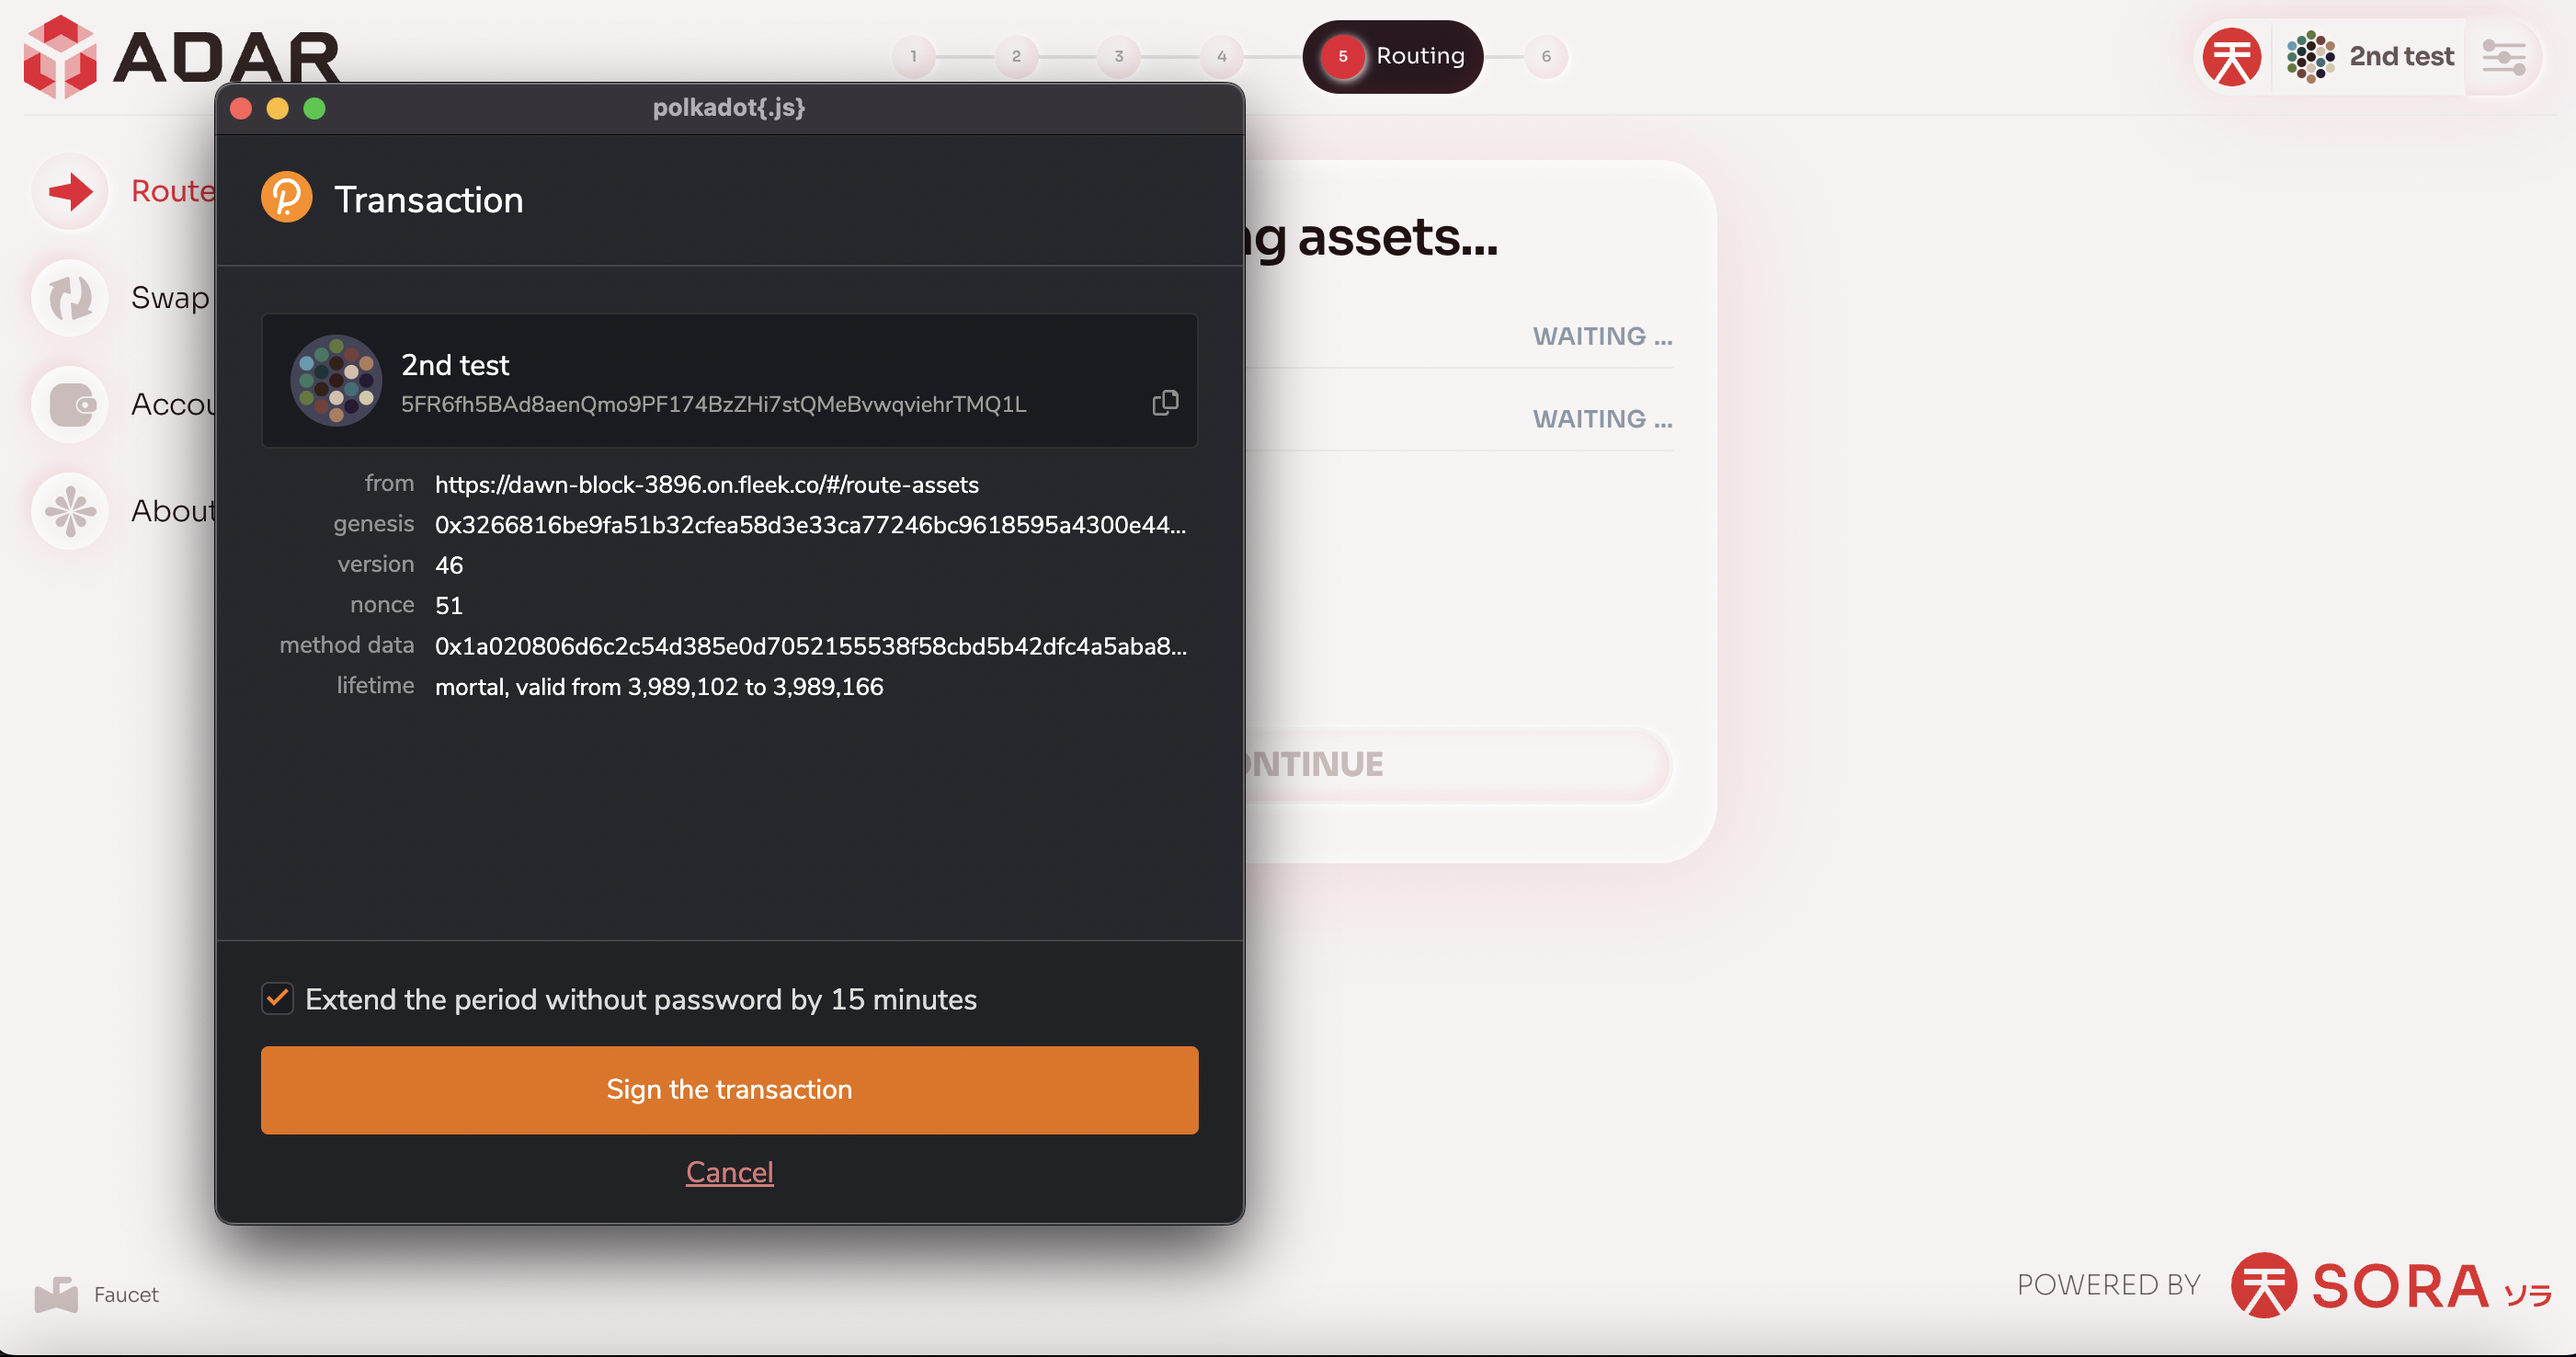 ADAR
1
2
3
4
5
Routing
6
2nd test
polkadot{.js}
Transaction
2nd test
5FR6fh5BAd8aenQmo9PF174BzZHi7stQMeBvwqviehrTMQ1L
from https://dawn-block-3896.on.fleek.co/#/route-assets
genesis 0x3266816be9fa51b32cfea58d3e33ca77246bc9618595a4300e44...
version 46
nonce 51
method data 0x1a020806d6c2c54d385e0d7052155538f58cbd5b42dfc4a5aba8...
lifetime mortal, valid from 3,989,102 to 3,989,166
Extend the period without password by 15 minutes
Sign the transaction
Cancel
Route
Swap
Accou
About
ng assets...
WAITING ...
WAITING ...
ONTINUE
Faucet
POWERED BY
SORA ソラ